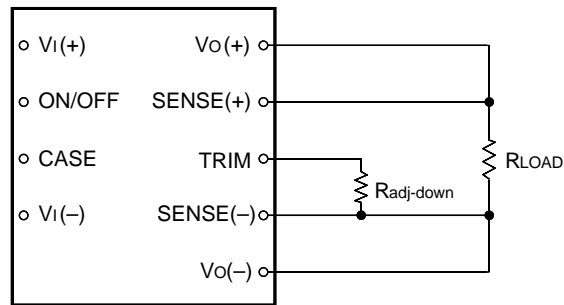 VI(+)
VO(+)
ON/OFF
SENSE(+)
CASE
TRIM
RLOAD
Radj-down
VI(–)
SENSE(–)
VO(–)